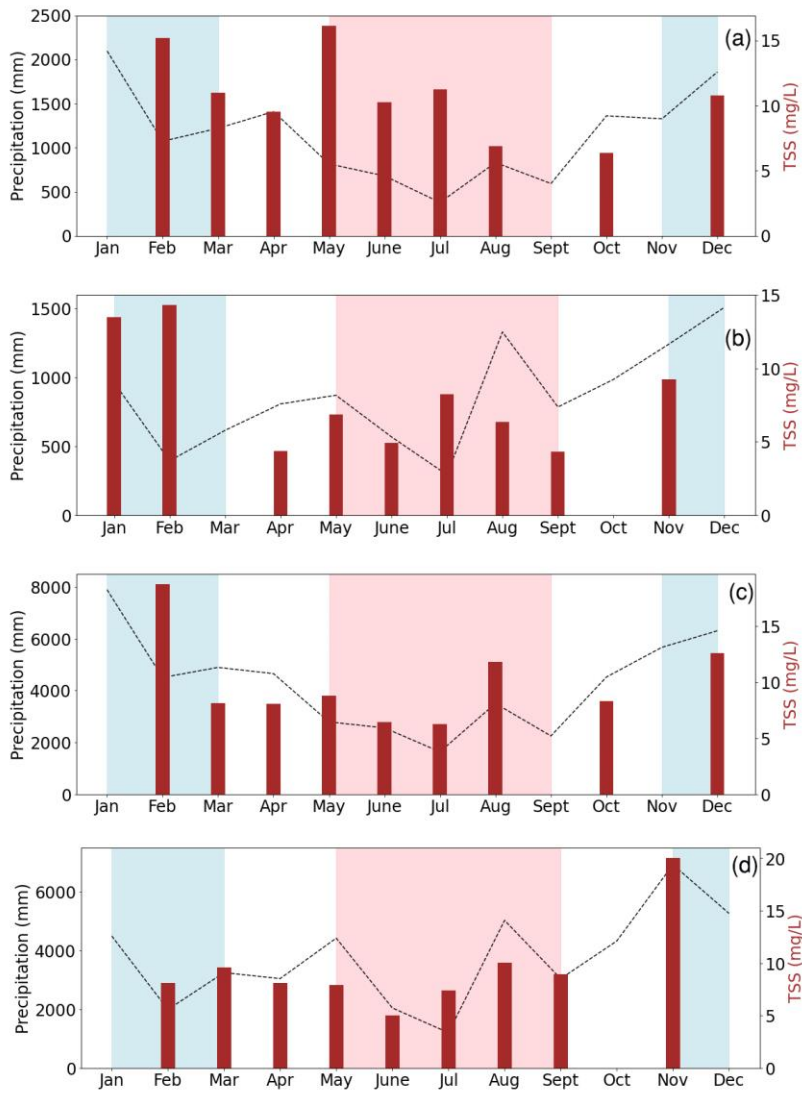 (a)
Precipitation (mm)
2500
2000
1500
1000
500
0
15
10
5
0
TSS (mg/L)
Jan Feb Mar Apr May June Jul Aug Sept Oct Nov Dec
(b)
Precipitation (mm)
1500
1000
500
0
15
10
5
0
TSS (mg/L)
Jan Feb Mar Apr May June Jul Aug Sept Oct Nov Dec
(c)
Precipitation (mm)
8000
6000
4000
2000
0
15
10
5
0
TSS (mg/L)
Jan Feb Mar Apr May June Jul Aug Sept Oct Nov Dec
(d)
Precipitation (mm)
6000
4000
2000
0
20
15
10
5
0
TSS (mg/L)
Jan Feb Mar Apr May June Jul Aug Sept Oct Nov Dec